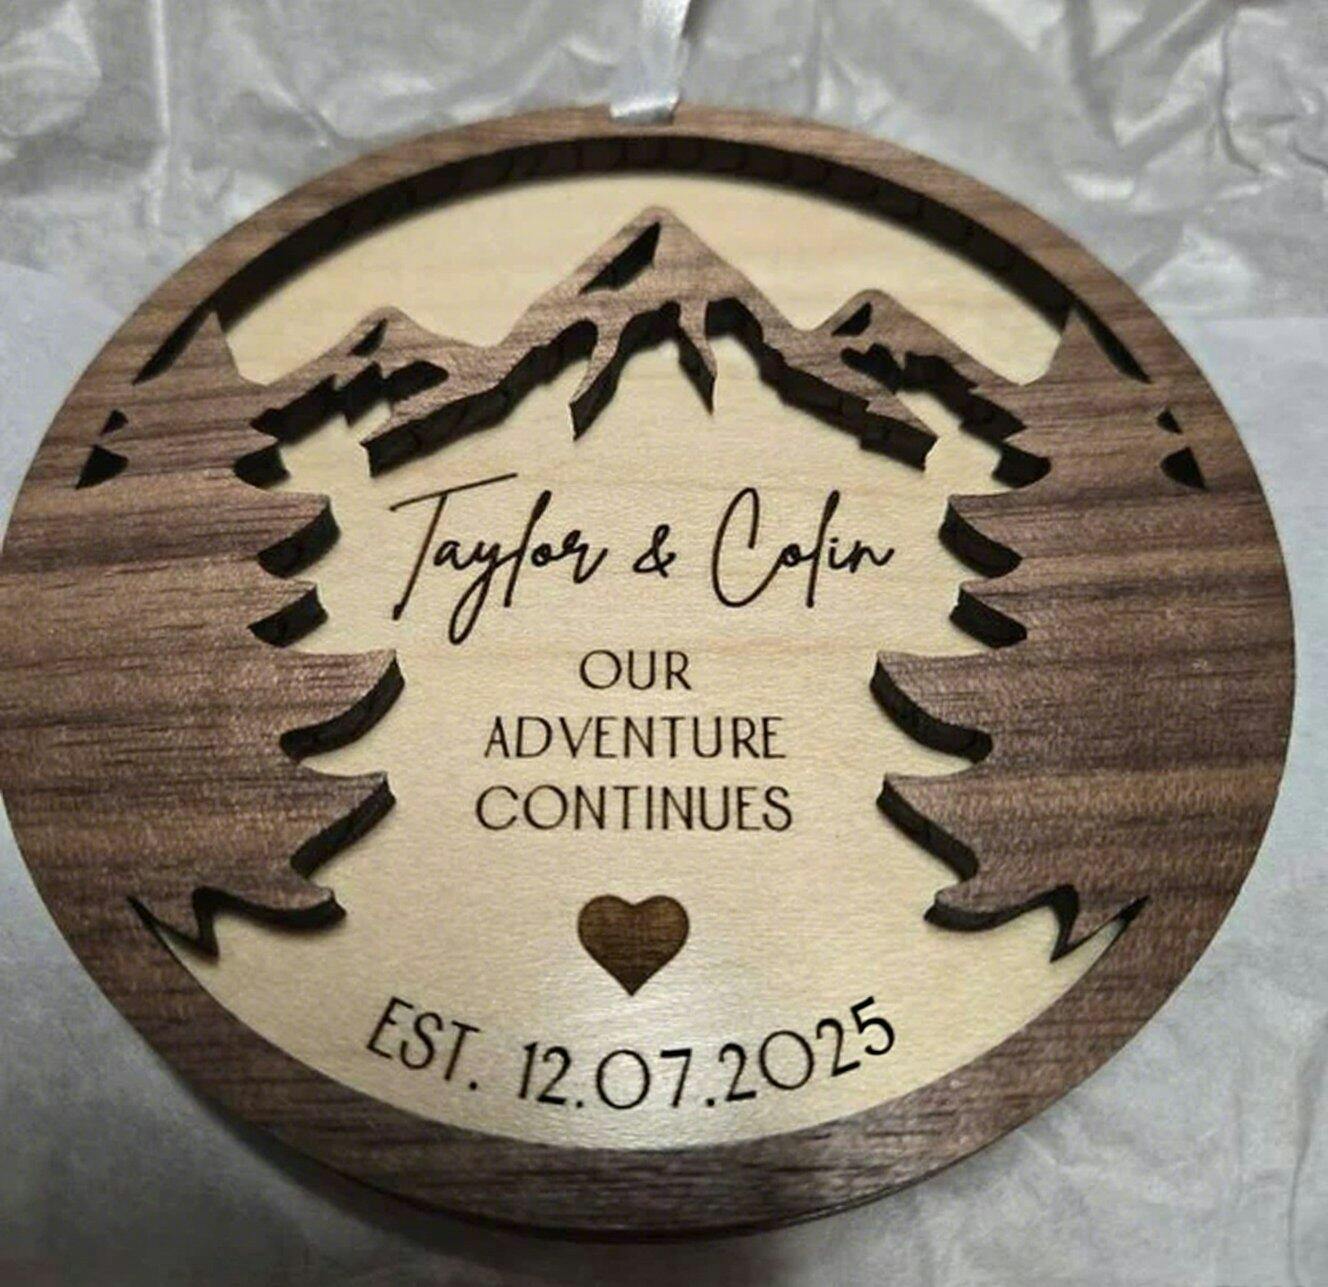 Taylor & Colin
OUR
ADVENTURE
CONTINUES
EST. 12.07.2025